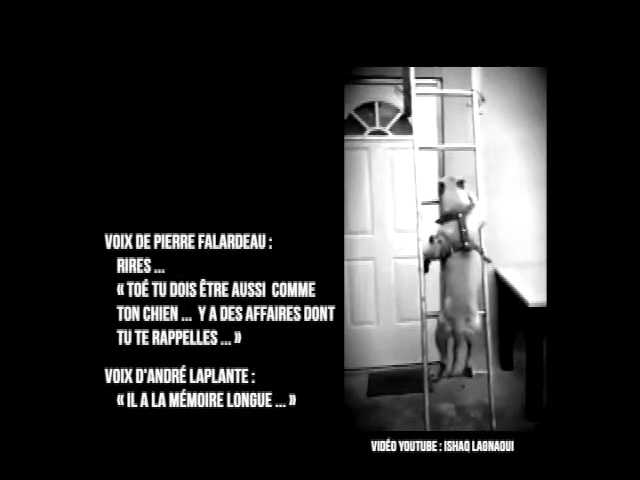 VOIX DE PIERRE FALARDEAU :
RIRES ...
« TOÉ TU DOIS ÊTRE AUSSI COMME
TON CHIEN ... Y A DES AFFAIRES DONT
TU TE RAPPELLES ... »
VOIX D'ANDRÉ LAPLANTE :
« IL A LA MÉMOIRE LONGUE ... »
VIDÉO YOUTUBE : ISHAQ LAGNAOUI